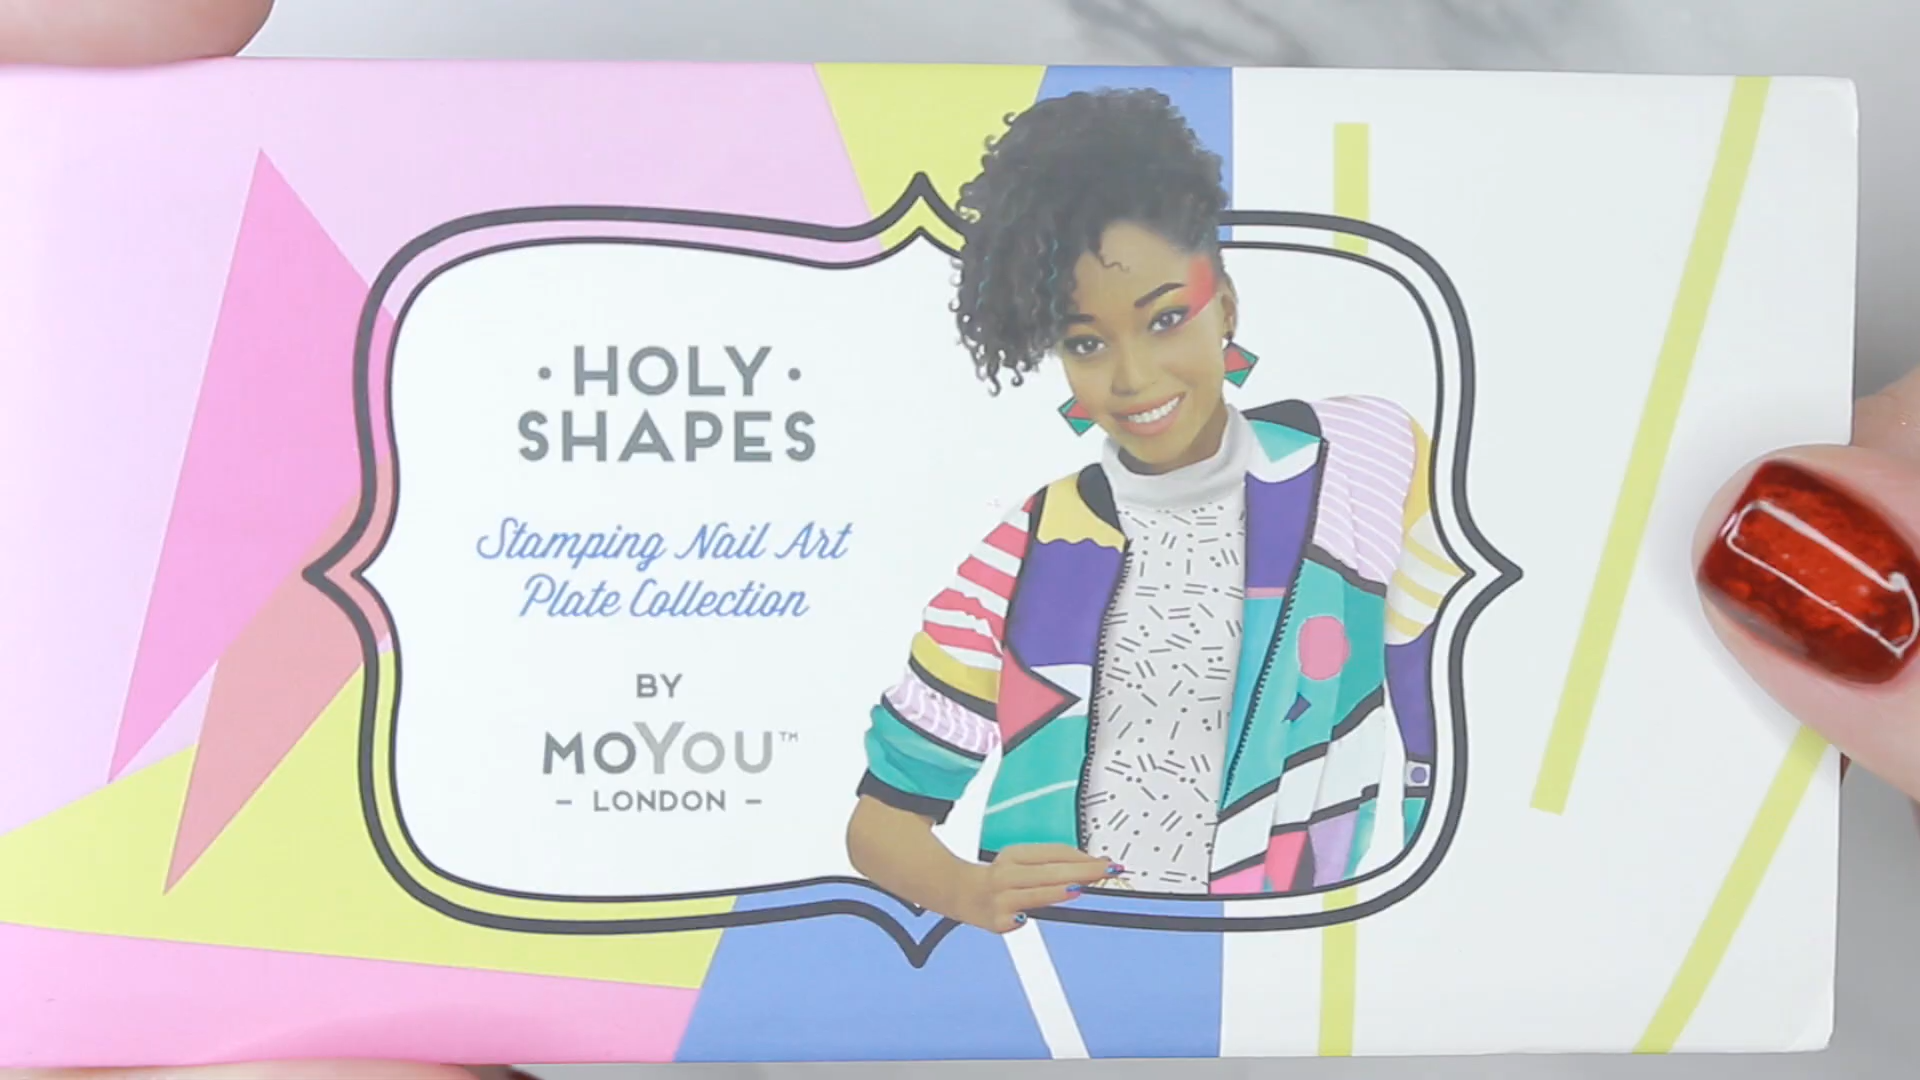 · HOLY ·
SHAPES
Stamping Nail Art
Plate Collection
BY
MOYOU™
– LONDON –